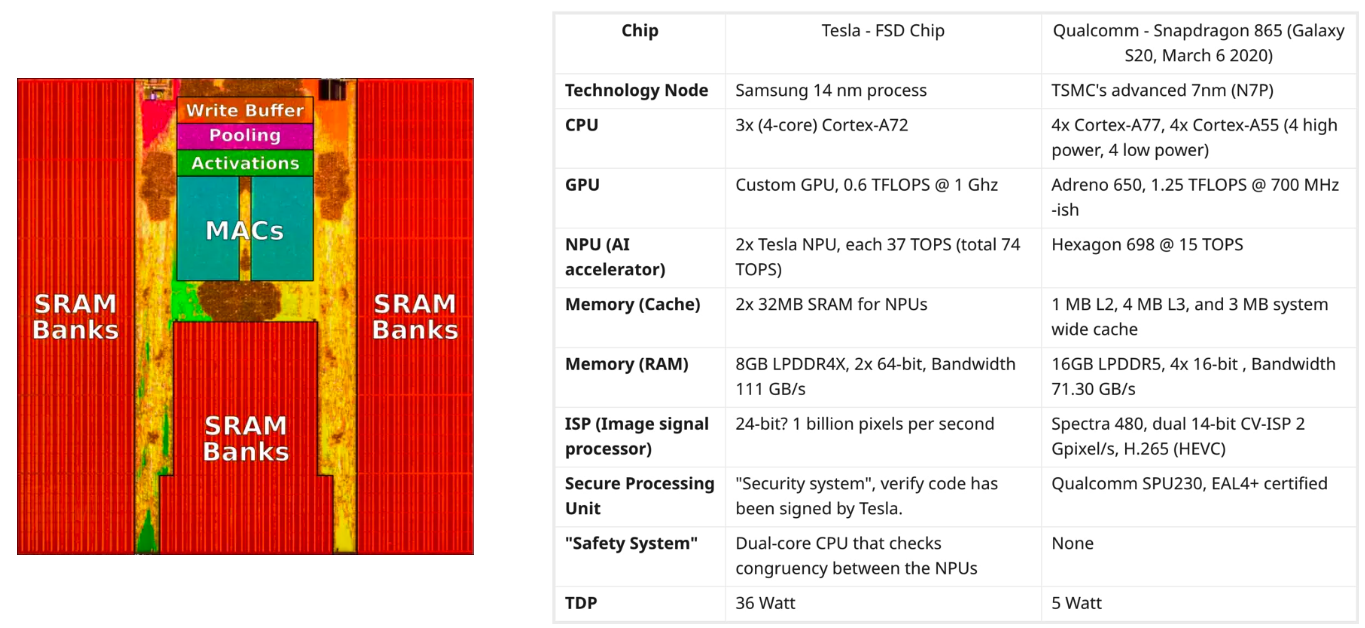 Write Buffer
Pooling
Activations
MACs
SRAM
Banks
SRAM
Banks
SRAM
Banks
Chip
Tesla - FSD Chip
Qualcomm - Snapdragon 865 (Galaxy
S20, March 6 2020)
Technology Node
Samsung 14 nm process
TSMC's advanced 7nm (N7P)
CPU
3x (4-core) Cortex-A72
4x Cortex-A77, 4x Cortex-A55 (4 high
power, 4 low power)
GPU
Custom GPU, 0.6 TFLOPS @ 1 Ghz
Adreno 650, 1.25 TFLOPS @ 700 MHz
-ish
NPU (AI
accelerator)
2x Tesla NPU, each 37 TOPS (total 74
TOPS)
Hexagon 698 @ 15 TOPS
Memory (Cache)
2x 32MB SRAM for NPUs
1 MB L2, 4 MB L3, and 3 MB system
wide cache
Memory (RAM)
8GB LPDDR4X, 2x 64-bit, Bandwidth
111 GB/s
16GB LPDDR5, 4x 16-bit , Bandwidth
71.30 GB/s
ISP (Image signal
processor)
24-bit? 1 billion pixels per second
Spectra 480, dual 14-bit CV-ISP 2
Gpixel/s, H.265 (HEVC)
Secure Processing
Unit
"Security system", verify code has
been signed by Tesla.
Qualcomm SPU230, EAL4+ certified
"Safety System"
Dual-core CPU that checks
congruency between the NPUs
None
TDP
36 Watt
5 Watt